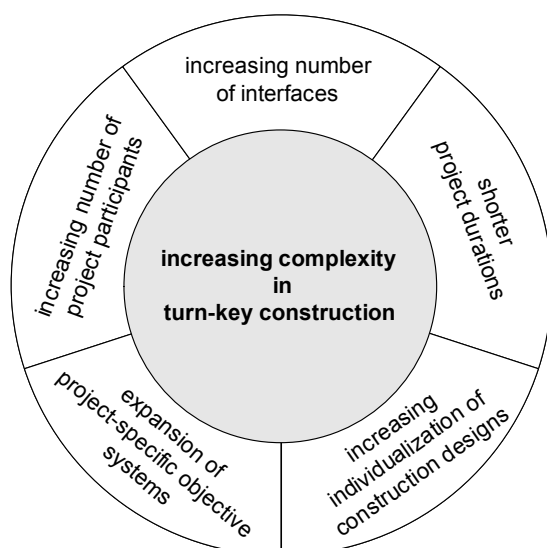 increasing number
of interfaces
shorter
project durations
increasing
individualization of
construction designs
expansion of
project-specific objective
systems
increasing number of
project participants
increasing complexity
in
turn-key construction